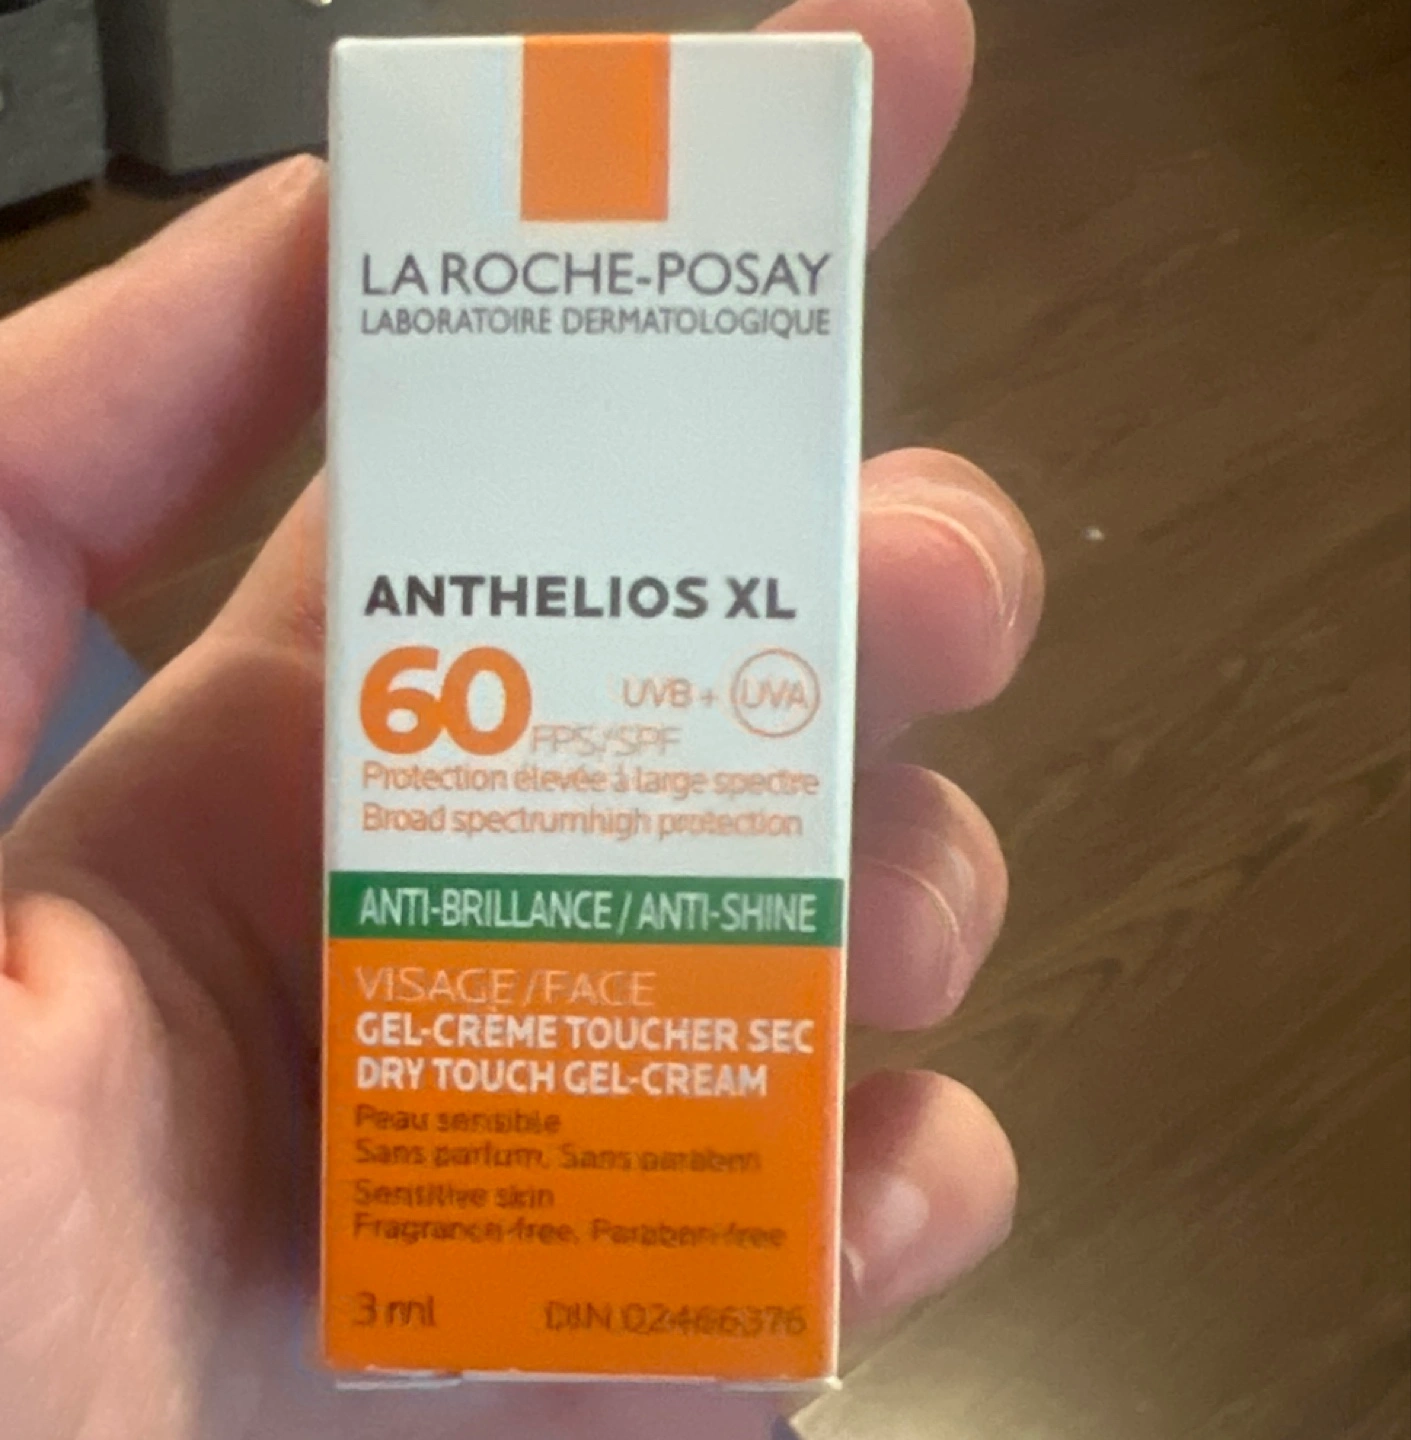 LA ROCHE-POSAY
LABORATOIRE DERMATOLOGIQUE
ANTHELIOS XL
60 FPS/SPF
UVB + UVA
Protection élevée à large spectre
Broad spectrum high protection
ANTI-BRILLANCE / ANTI-SHINE
VISAGE/FACE
GEL-CRÈME TOUCHER SEC
DRY TOUCH GEL-CREAM
Peau sensible
Sans parfum, Sans paraben
Sensitive skin
Fragrance-free, Paraben-free
3 ml
DIN 02466376